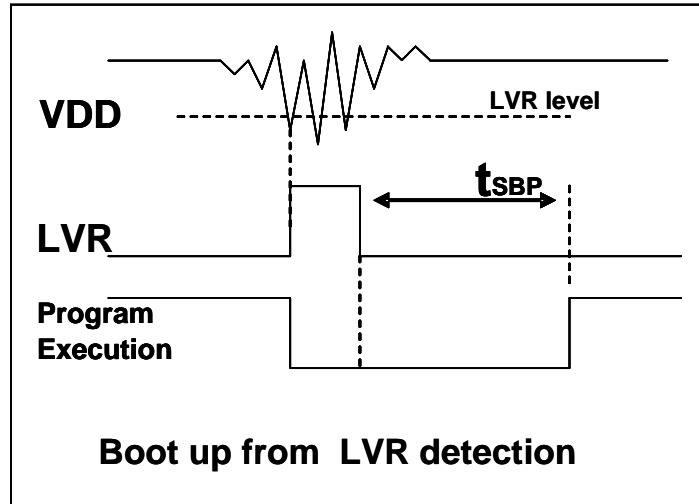 LVR level
VDD
tSBP
LVR
Program
Execution
Boot up from LVR detection